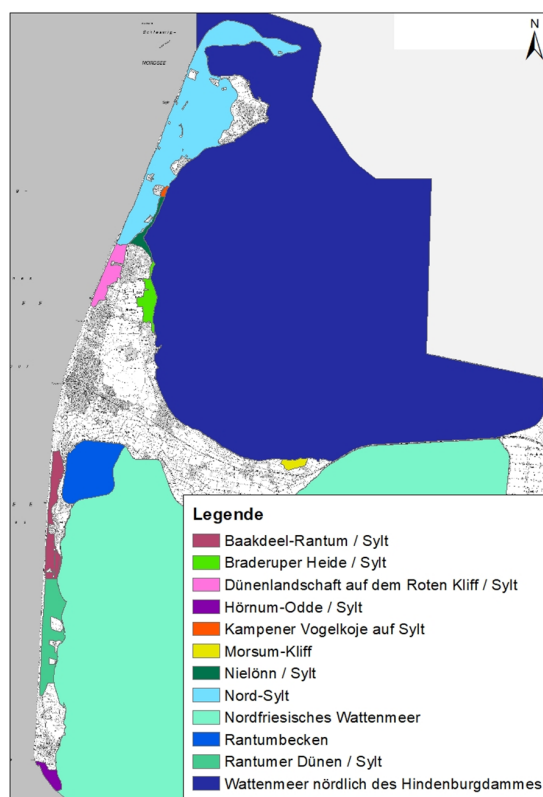 N
NORDSEE
Legende
Baakdeel-Rantum / Sylt
Braderuper Heide / Sylt
Dünenlandschaft auf dem Roten Kliff / Sylt
Hörnum-Odde / Sylt
Kampener Vogelkoje auf Sylt
Morsum-Kliff
Nielönn / Sylt
Nord-Sylt
Nordfriesisches Wattenmeer
Rantumbecken
Rantumer Dünen / Sylt
Wattenmeer nördlich des Hindenburgdammes